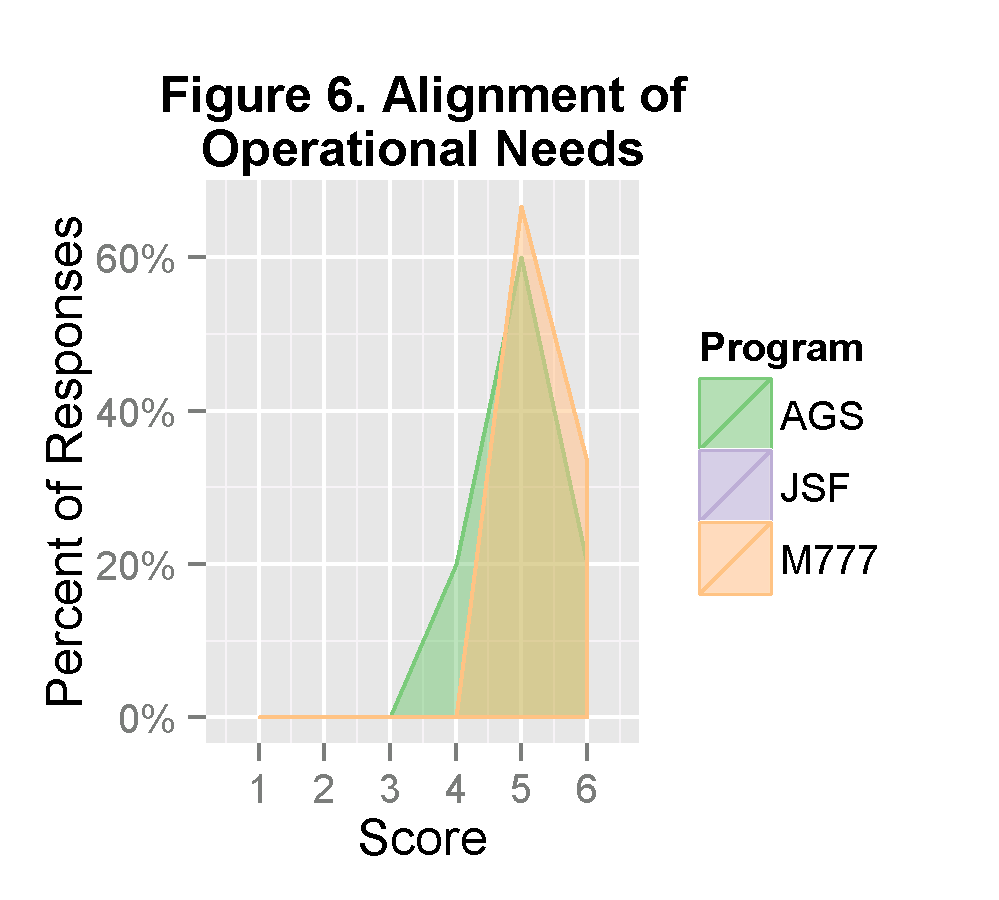 Figure 6. Alignment of
Operational Needs
Percent of Responses
60%
40%
20%
0%
1 2 3 4 5 6
Score
Program
AGS
JSF
M777